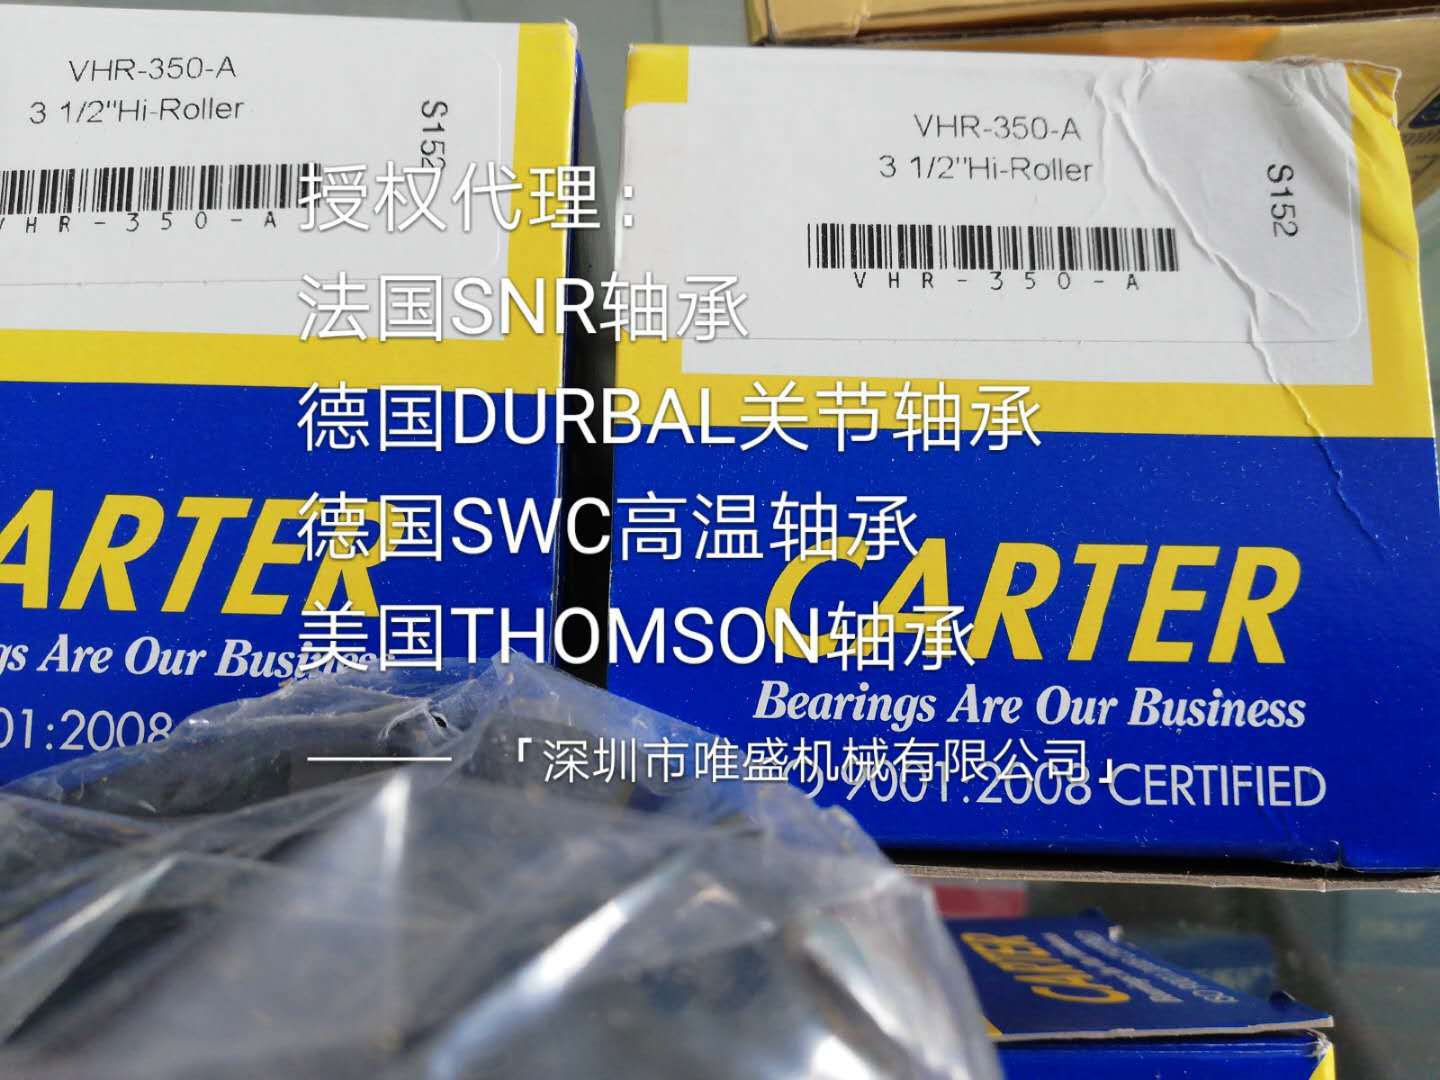 VHR-350-A
3 1/2"Hi-Roller
S152
VHR-350-A
ARTER
gs Are Our Business
01:2008
VHR-350-A
3 1/2"Hi-Roller
S152
VHR-350-A
CARTER
Bearings Are Our Business
9001:2008 CERTIFIED
授权代理:
法国SNR轴承
德国DURBAL关节轴承
德国SWC高温轴承
美国THOMSON轴承
——「深圳市唯盛机械有限公司」
CARTER